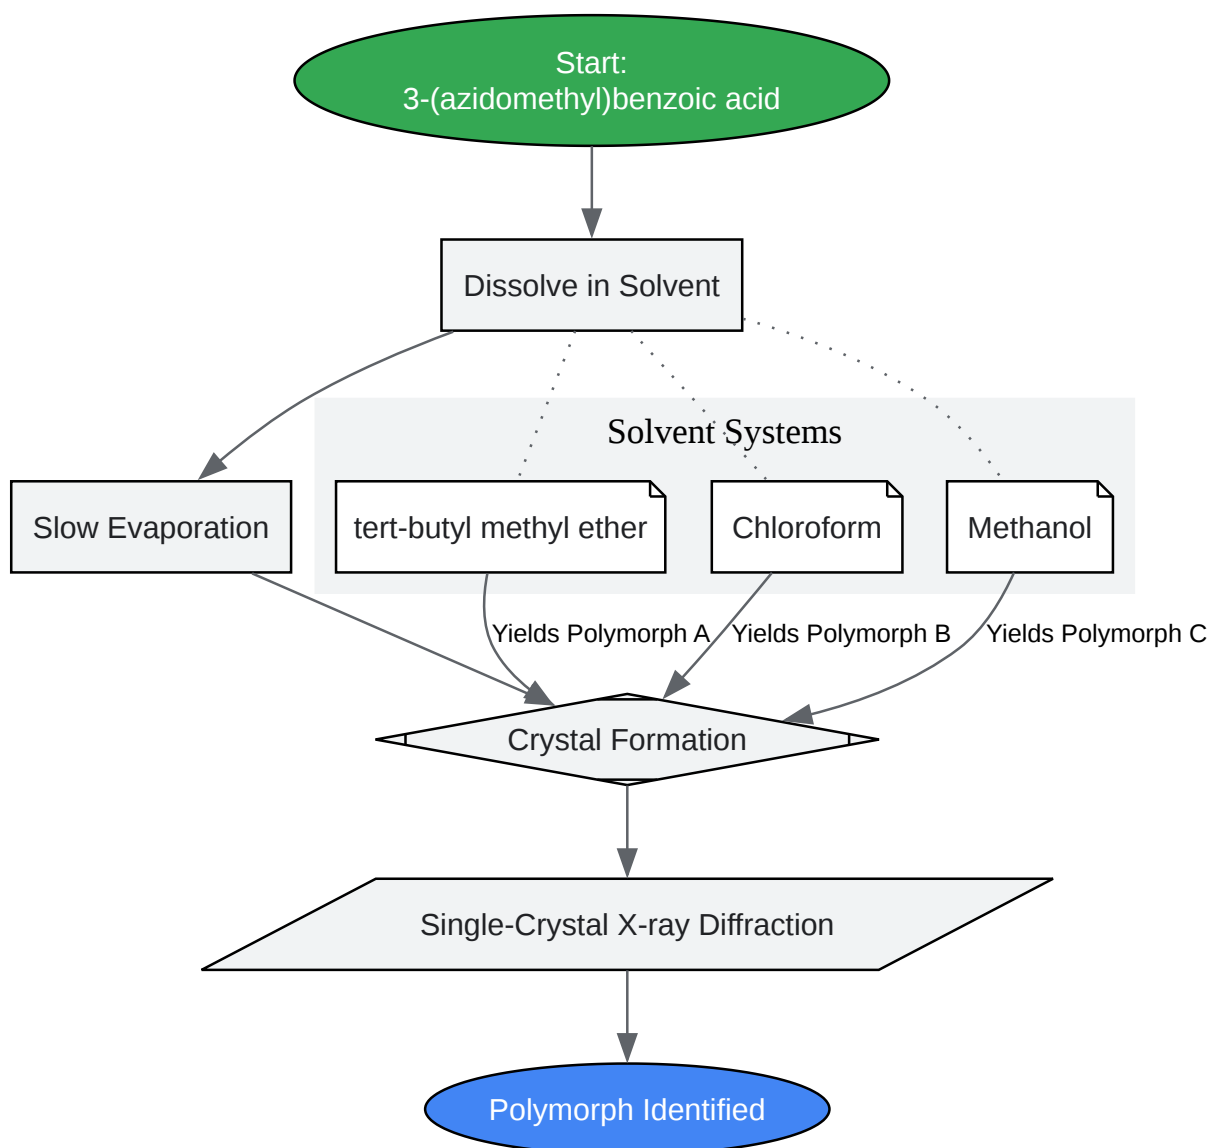 Start:
3-(azidomethyl)benzoic acid
Dissolve in Solvent
Solvent Systems
Slow Evaporation
tert-butyl methyl ether
Chloroform
Methanol
Yields Polymorph A
Yields Polymorph B
Yields Polymorph C
Crystal Formation
Single-Crystal X-ray Diffraction
Polymorph Identified